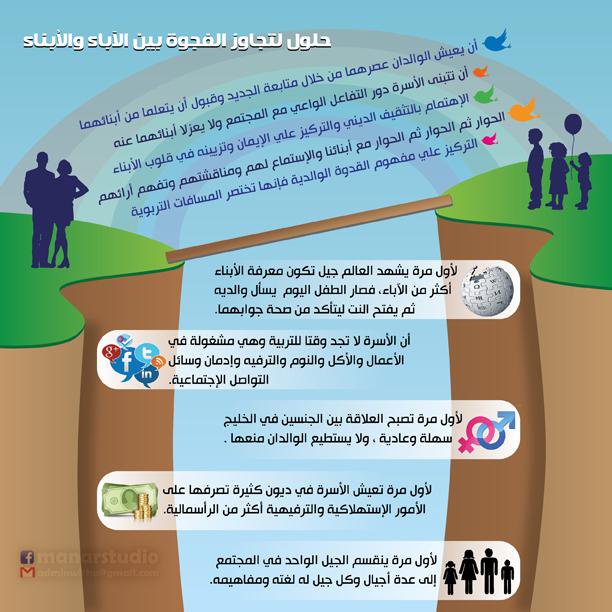 حلول لتجاوز الفجوة بين الآباء والأبناء
أن يعيش الوالدان عصرهما من خلال متابعة الجديد وقبول أن يتعلما من أبنائهما
أن تتبنى الأسرة دور التفاعل الواعي مع المجتمع ولا يعزلا أبنائهما عنه
الإهتمام بالتثقيف الديني والتركيز علي الإيمان وتزيينه في قلوب الأبناء
الحوار ثم الحوار ثم الحوار مع أبنائنا والإستماع لهم ومناقشتهم وتفهم أرائهم
التركيز علي مفهوم القدوة الوالدية فإنها تختصر المسافات التربوية
لأول مرة يشهد العالم جيل تكون معرفة الأبناء
أكثر من الآباء، فصار الطفل اليوم يسأل والديه
ثم يفتح النت ليتأكد من صحة جوابهما.
أن الأسرة لا تجد وقتا للتربية وهي مشغولة في
الأعمال والأكل والنوم والترفيه وإدمان وسائل
التواصل الإجتماعية.
لأول مرة تصبح العلاقة بين الجنسين في الخليج
سهلة وعادية ، ولا يستطيع الوالدان منعها .
لأول مرة تعيش الأسرة في ديون كثيرة تصرفها على
الأمور الإستهلاكية والترفيهية أكثر من الرأسمالية.
لأول مرة ينقسم الجيل الواحد في المجتمع
إلى عدة أجيال وكل جيل له لغته ومفاهيمه.
manarstudio